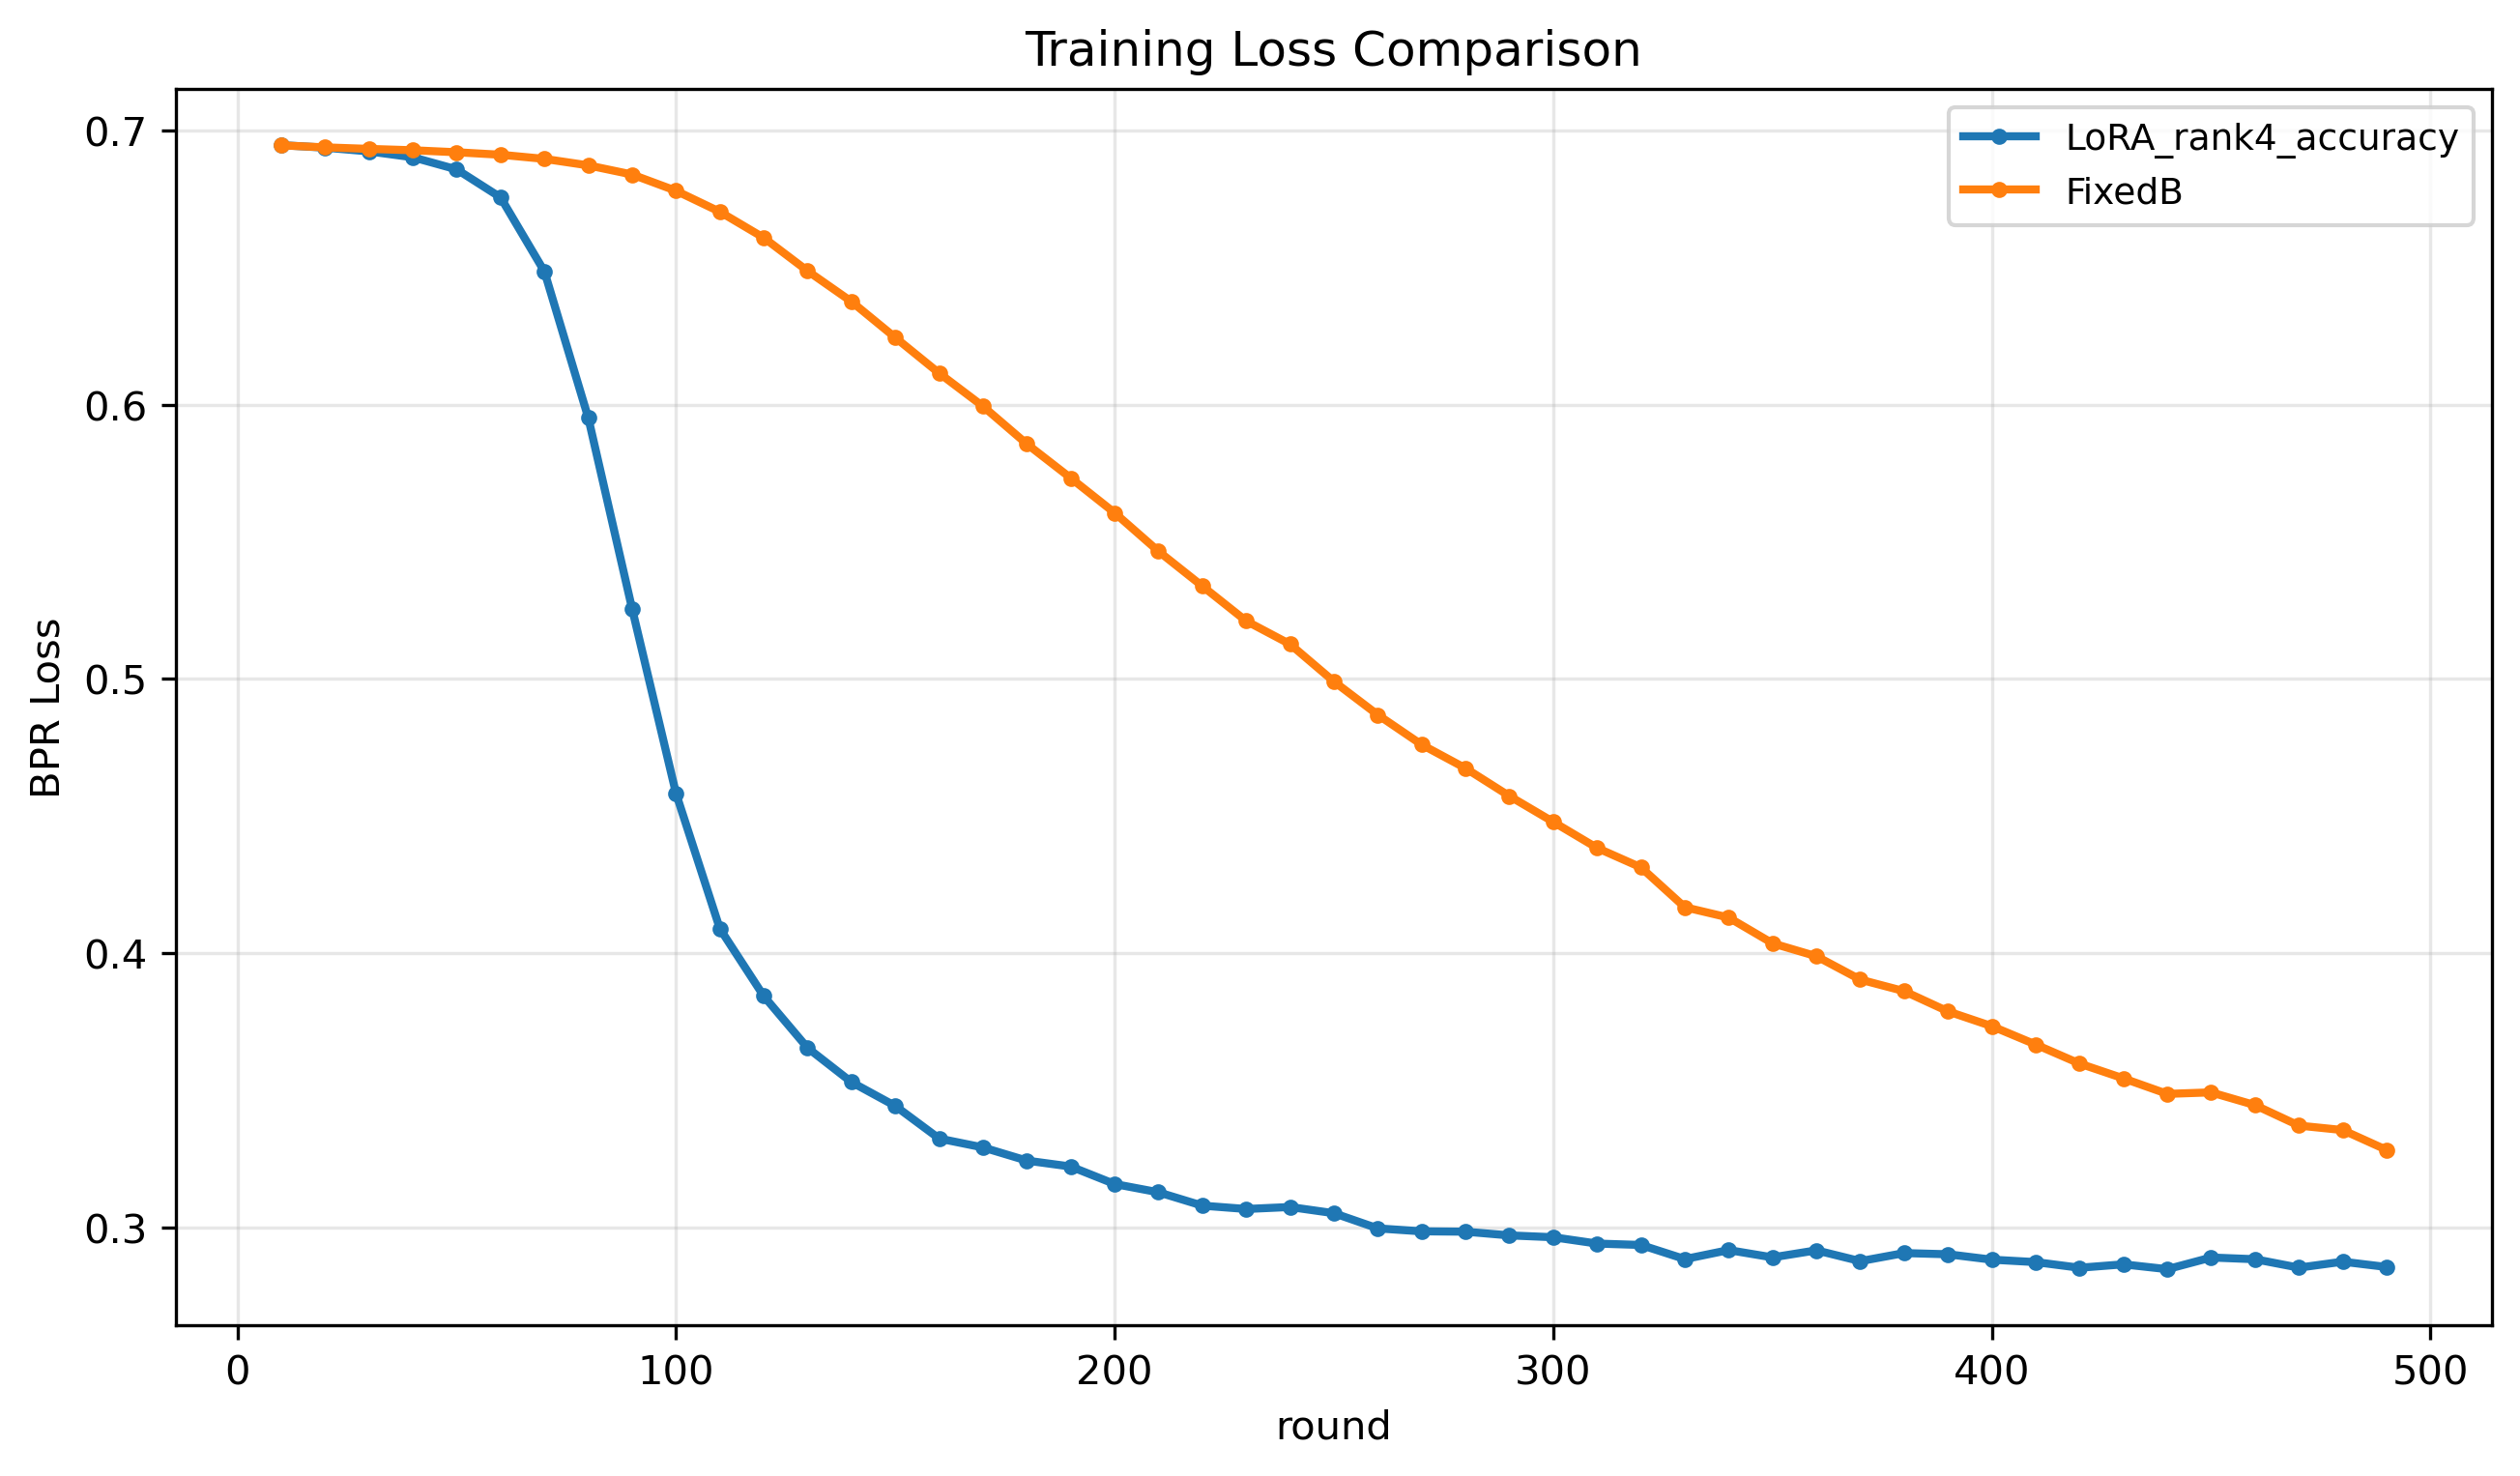 Training Loss Comparison
LoRA_rank4_accuracy
FixedB
BPR Loss
0.7
0.6
0.5
0.4
0.3
0 100 200 300 400 500
round